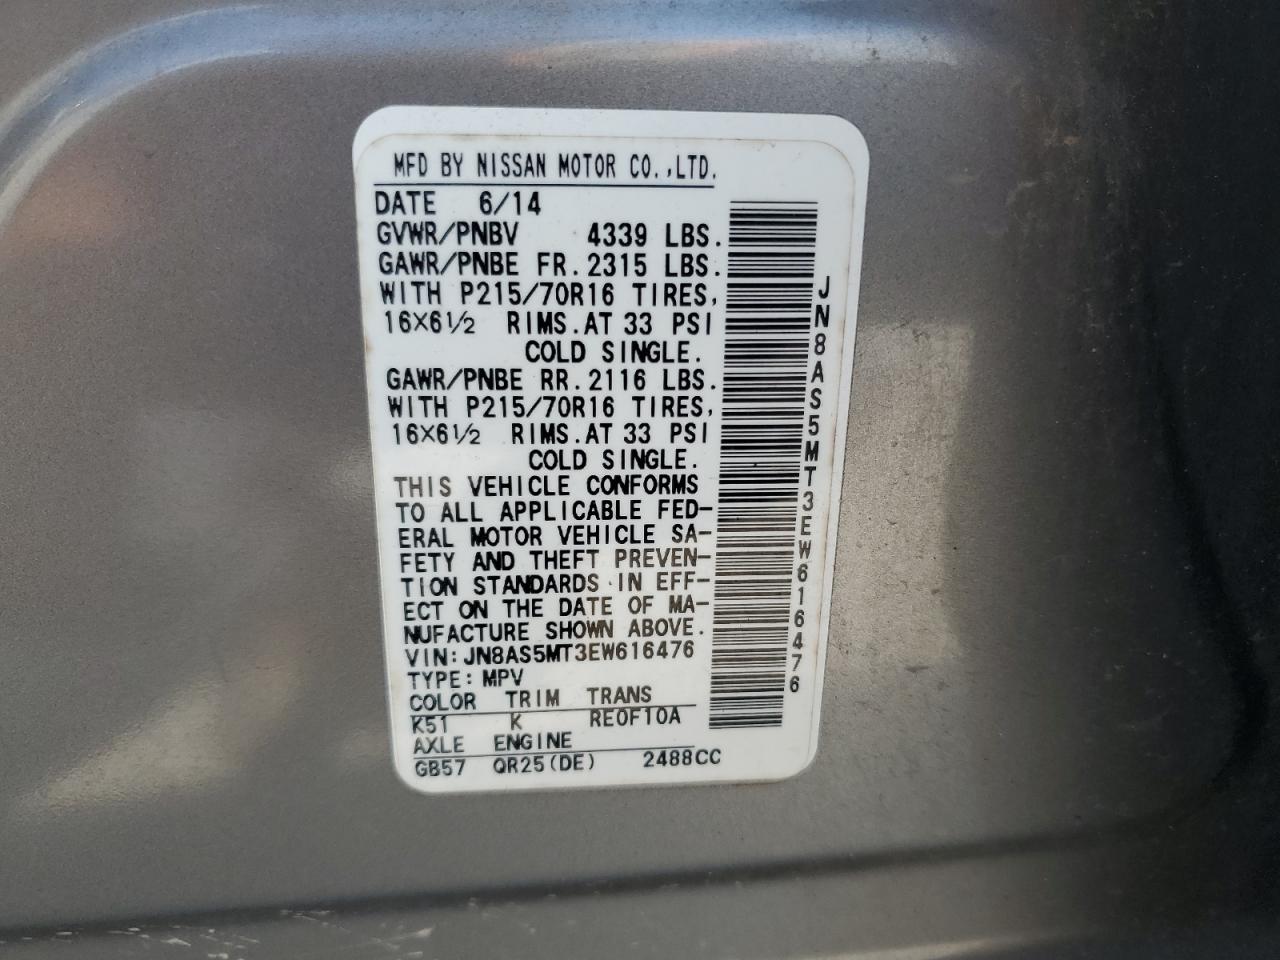 MFD BY NISSAN MOTOR CO.,LTD.
DATE 6/14
GVWR/PNBV 4339 LBS.
GAWR/PNBE FR.2315 LBS.
WITH P215/70R16 TIRES,
16X6½ RIMS.AT 33 PSI
COLD SINGLE.
GAWR/PNBE RR.2116 LBS.
WITH P215/70R16 TIRES,
16X6½ RIMS.AT 33 PSI
COLD SINGLE.
THIS VEHICLE CONFORMS
TO ALL APPLICABLE FED-
ERAL MOTOR VEHICLE SA-
FETY AND THEFT PREVEN-
TION STANDARDS IN EFF-
ECT ON THE DATE OF MA-
NUFACTURE SHOWN ABOVE.
VIN:JN8AS5MT3EW616476
TYPE:MPV
COLOR TRIM TRANS
K51 K RE0F10A
AXLE ENGINE
GB57 QR25(DE) 2488CC
JN8AS5MT3EW616476